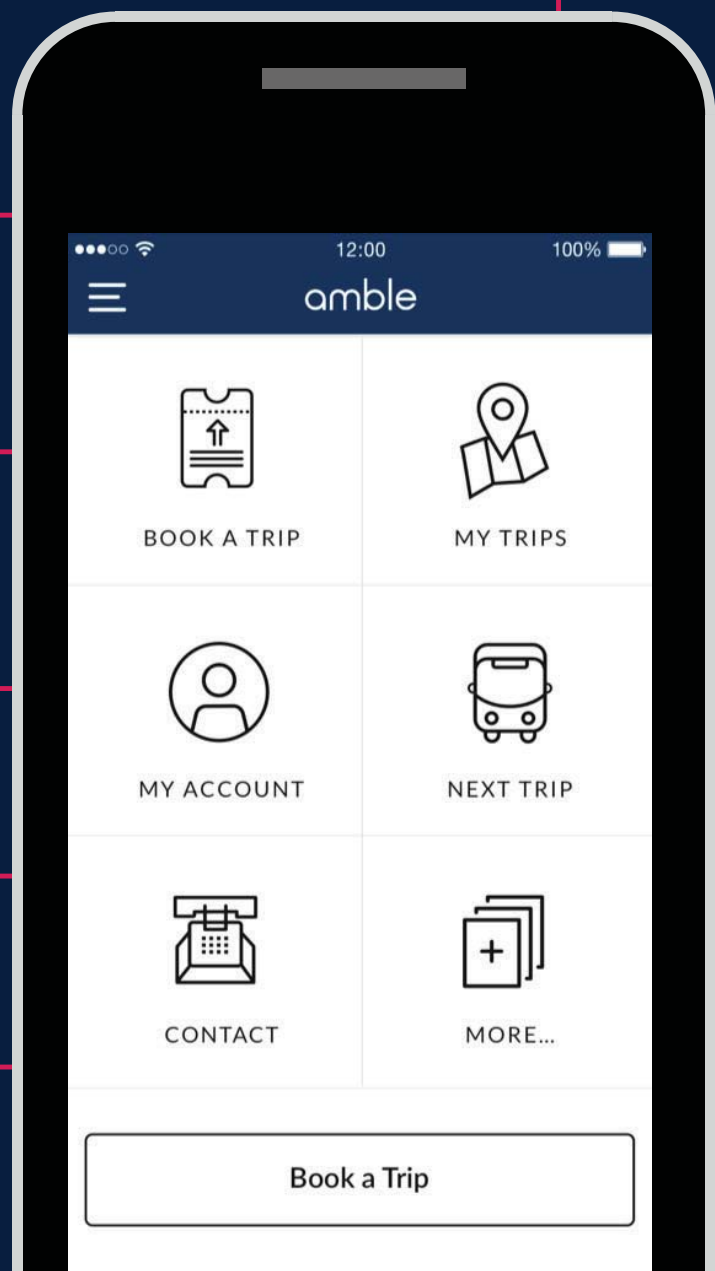 12:00 100%
amble
BOOK A TRIP MY TRIPS
MY ACCOUNT NEXT TRIP
CONTACT MORE...
Book a Trip